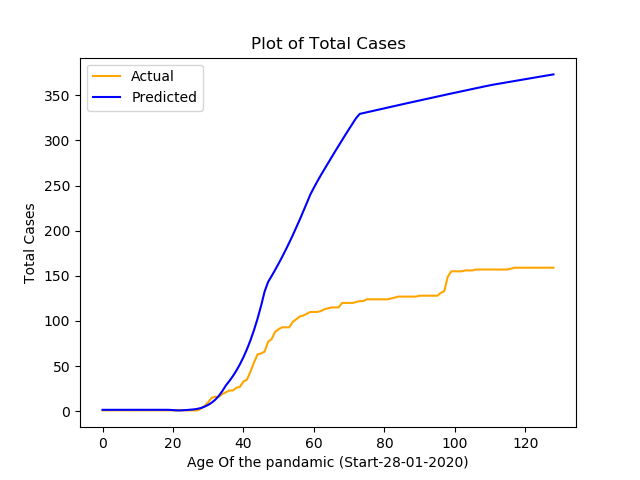 Plot of Total Cases
Actual
Predicted
350
300
250
200
150
100
50
0
Total Cases
0 20 40 60 80 100 120
Age Of the pandamic (Start-28-01-2020)